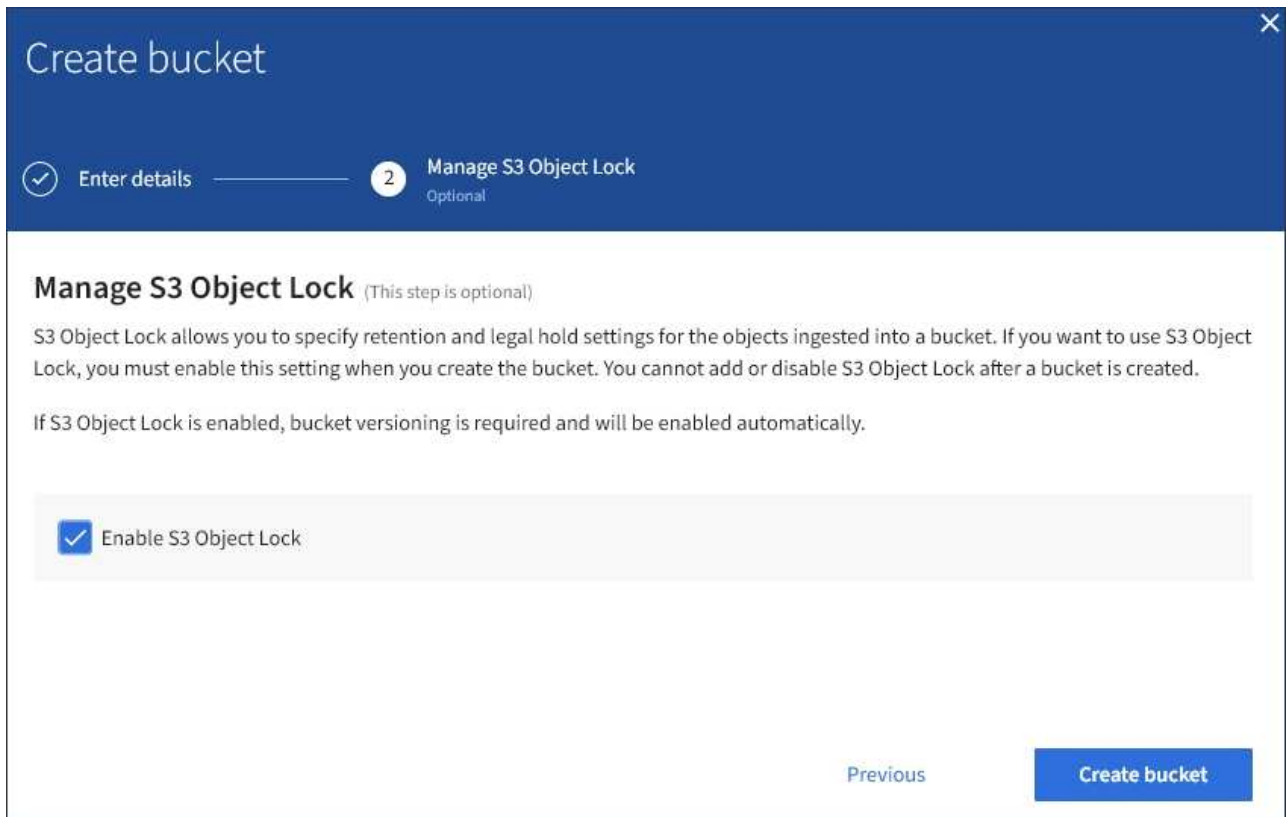 Create bucket
Enter details
2
Manage S3 Object Lock
Optional
Manage S3 Object Lock (This step is optional)
S3 Object Lock allows you to specify retention and legal hold settings for the objects ingested into a bucket. If you want to use S3 Object
Lock, you must enable this setting when you create the bucket. You cannot add or disable S3 Object Lock after a bucket is created.
If S3 Object Lock is enabled, bucket versioning is required and will be enabled automatically.
Enable S3 Object Lock
Previous
Create bucket